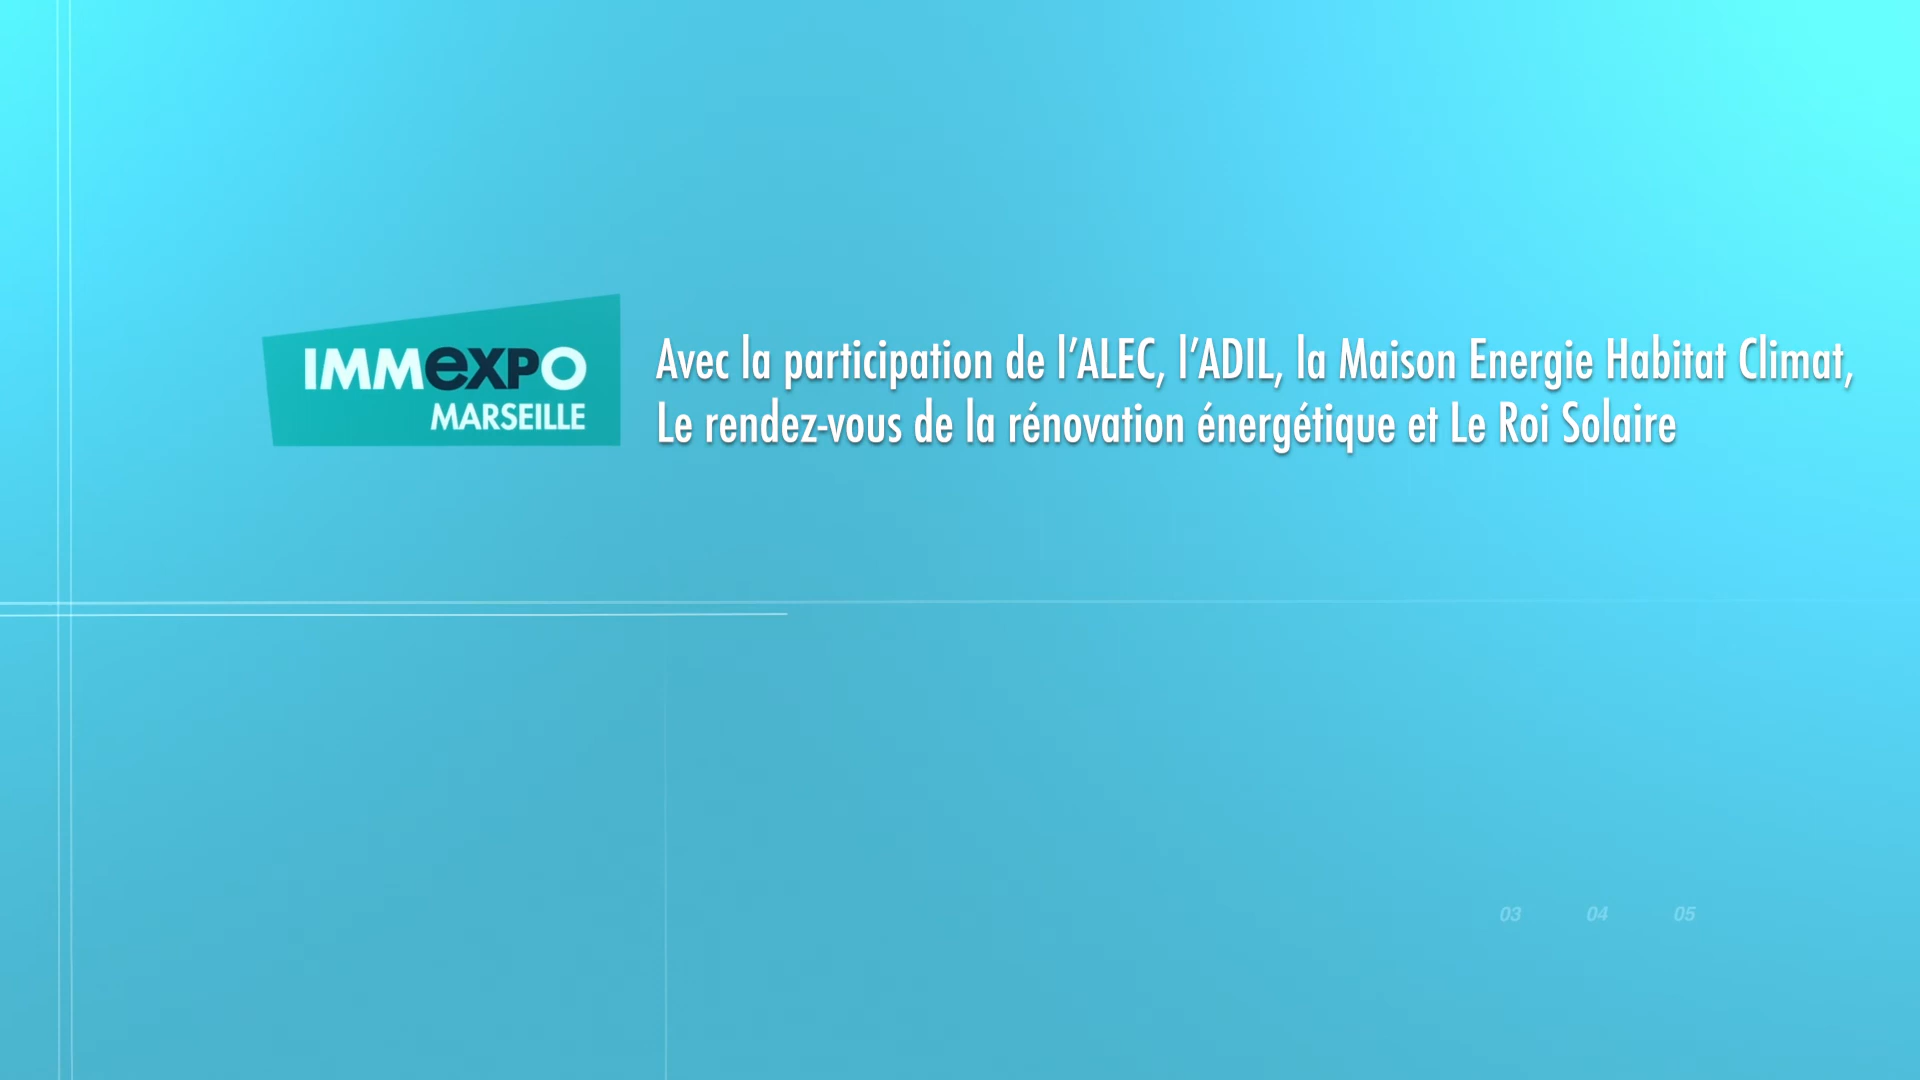 IMMEXPO
MARSEILLE
Avec la participation de l’ALEC, l’ADIL, la Maison Energie Habitat Climat,
Le rendez-vous de la rénovation énergétique et Le Roi Solaire
03 04 05